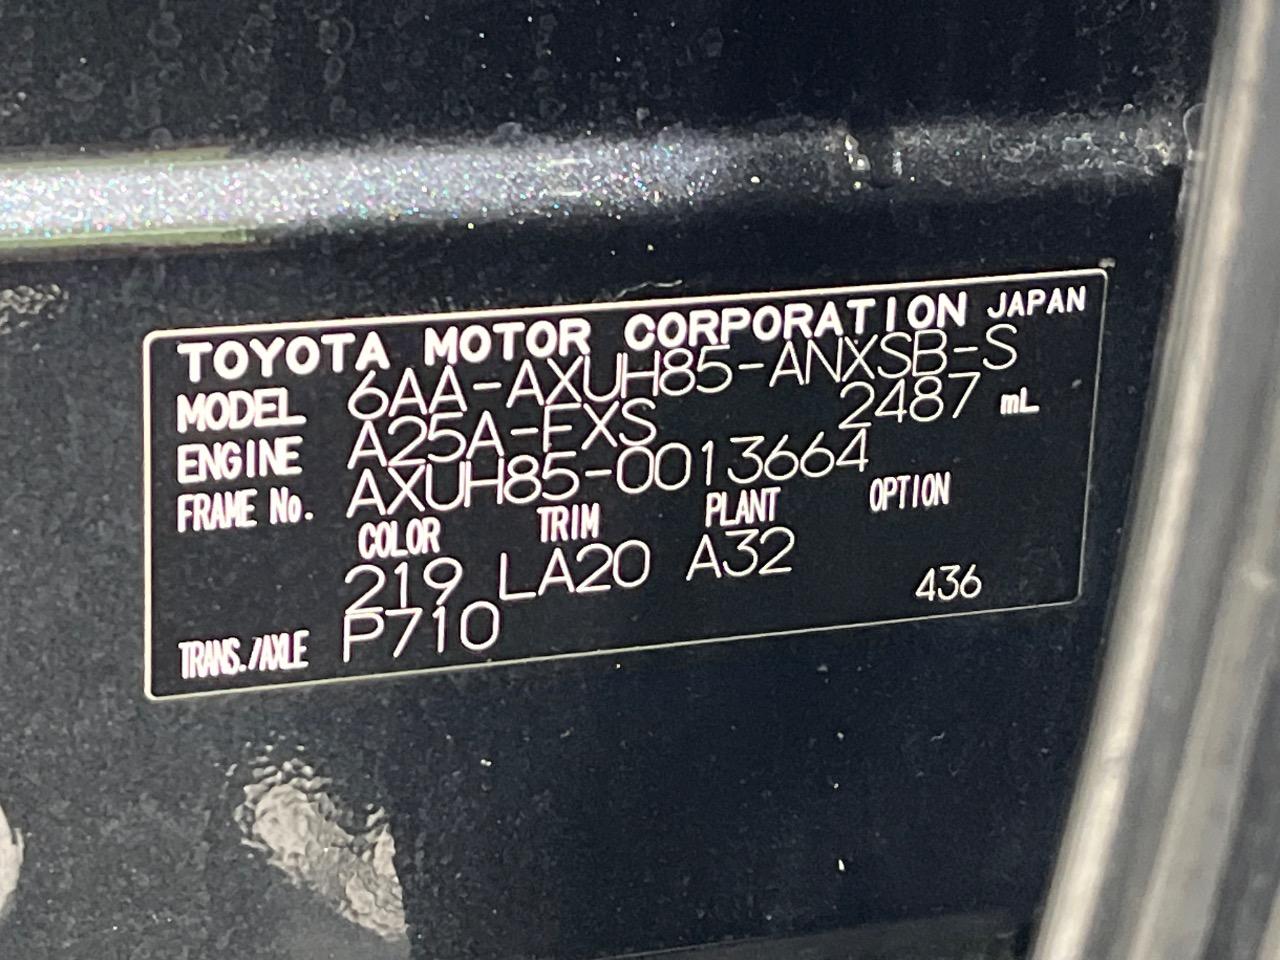 TOYOTA MOTOR CORPORATION JAPAN
MODEL 6AA-AXUH85-ANXSB-S
ENGINE A25A-FXS 2487 mL
FRAME No. AXUH85-0013664
COLOR TRIM PLANT OPTION
219 LA20 A32
TRANS./AXLE P710 436